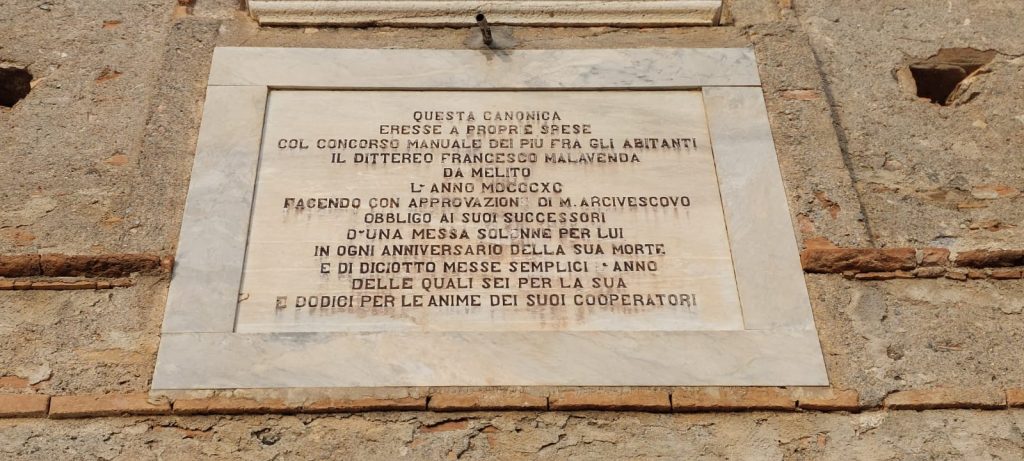 QUESTA CANONICA
ERESSE A PROPRIE SPESE
COL CONCORSO MANUALE DEI PIU FRA GLI ABITANTI
IL DITTEREO FRANCESCO MALAVENDA
DA MELITO
L'ANNO MDCCCXC
FACENDO CON APPROVAZIONE DI M. ARCIVESCOVO
OBBLIGO AI SUOI SUCCESSORI
D'UNA MESSA SOLENNE PER LUI
IN OGNI ANNIVERSARIO DELLA SUA MORTE
E DI DICIOTTO MESSE SEMPLICI L'ANNO
DELLE QUALI SEI PER LA SUA
E DODICI PER LE ANIME DEI SUOI COOPERATORI